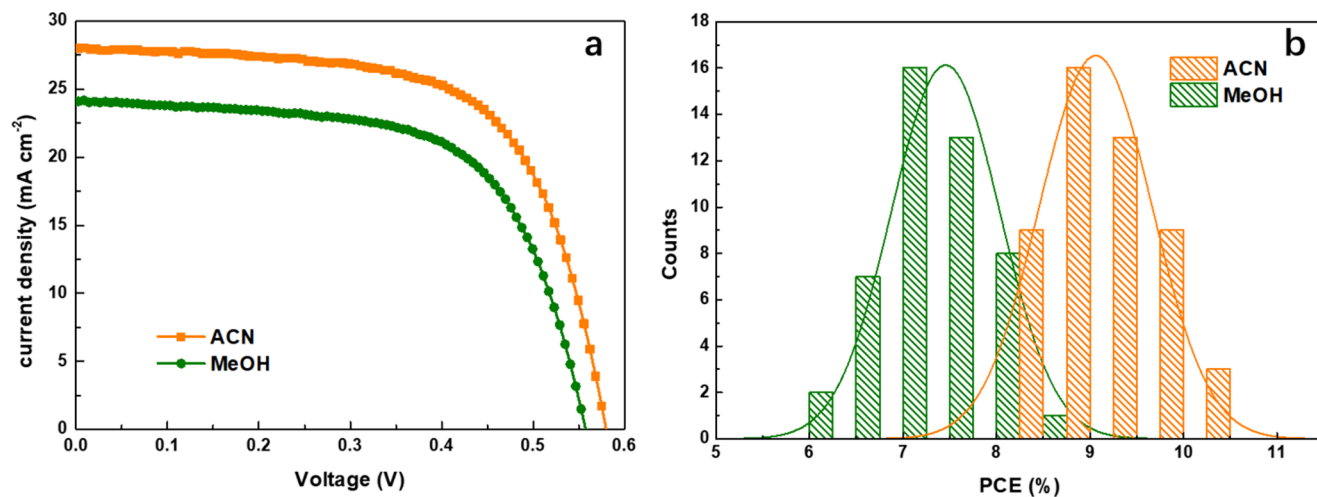 a
30
25
20
15
10
5
0
current density (mA cm⁻²)
ACN
MeOH
0.0 0.1 0.2 0.3 0.4 0.5 0.6
Voltage (V)
b
18
16
14
12
10
8
6
4
2
0
Counts
ACN
MeOH
5 6 7 8 9 10 11
PCE (%)